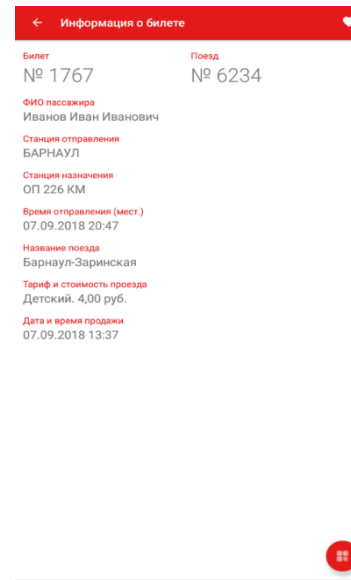 Информация о билете
Билет
№ 1767
Поезд
№ 6234
ФИО пассажира
Иванов Иван Иванович
Станция отправления
БАРНАУЛ
Станция назначения
ОП 226 КМ
Время отправления (мест.)
07.09.2018 20:47
Название поезда
Барнаул-Заринская
Тариф и стоимость проезда
Детский. 4,00 руб.
Дата и время продажи
07.09.2018 13:37